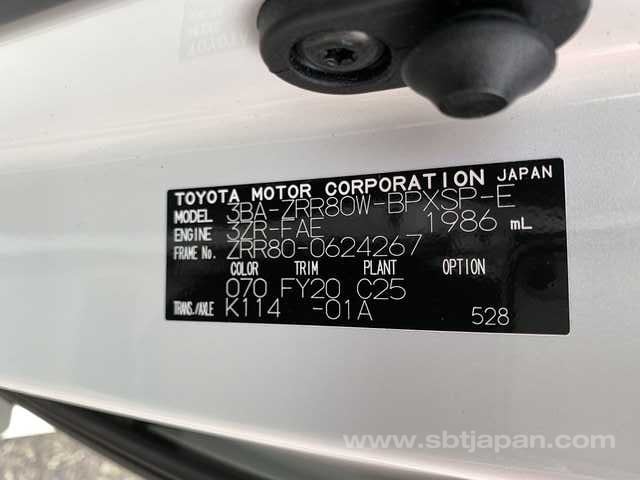 TOYOTA MOTOR CORPORATION JAPAN
MODEL 3BA-ZRR80W-BPXSP-E
ENGINE 3ZR-FAE 1986 mL
FRAME No. ZRR80-0624267
COLOR TRIM PLANT OPTION
070 FY20 C25
TRANS./AXLE K114 -01A 528
www.sbtjapan.com